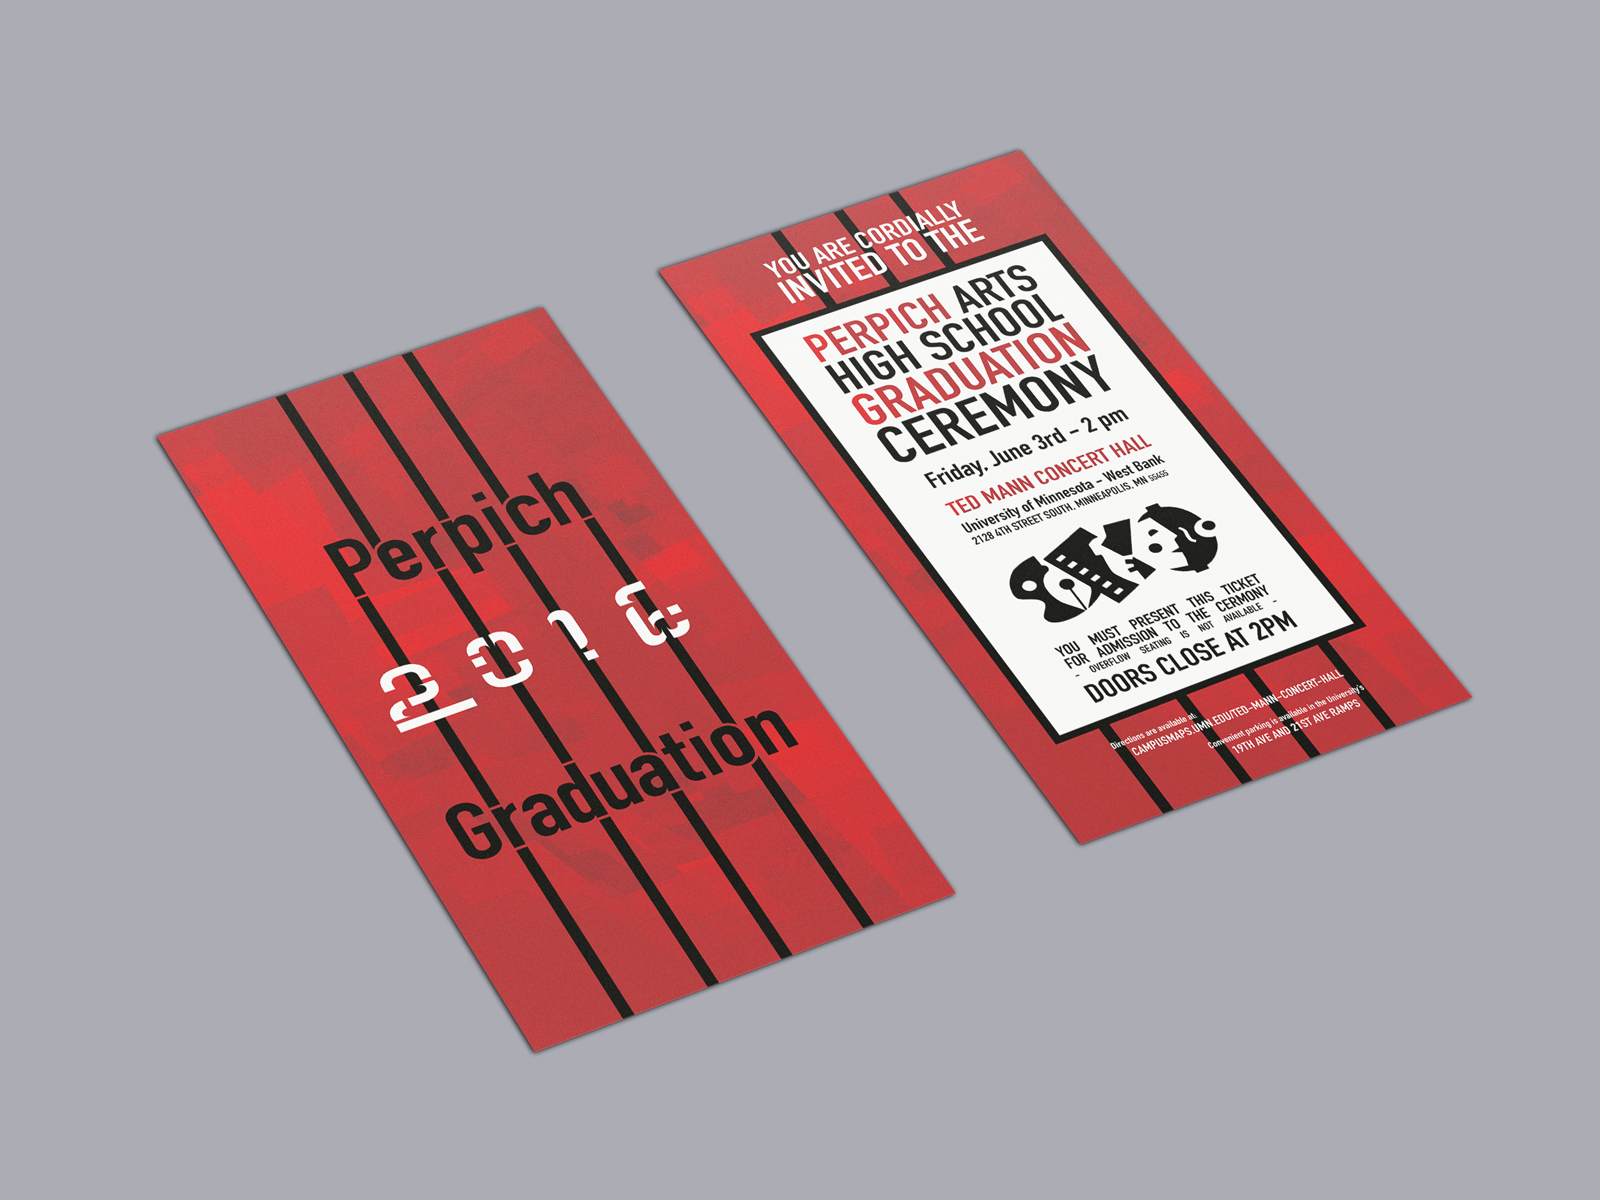 Perpich
2016
Graduation
YOU ARE CORDIALLY
INVITED TO THE
PERPICH ARTS
HIGH SCHOOL
GRADUATION
CEREMONY
Friday, June 3rd – 2 pm
TED MANN CONCERT HALL
University of Minnesota – West Bank
2128 4TH STREET SOUTH, MINNEAPOLIS, MN 55455
YOU MUST PRESENT THIS TICKET
FOR ADMISSION TO THE CERMONY
- OVERFLOW SEATING IS NOT AVAILABLE -
DOORS CLOSE AT 2PM
Directions are available at:
CAMPUSMAPS.UMN.EDU/TED-MANN-CONCERT-HALL
Convenient parking is available in the University's
19TH AVE AND 21ST AVE RAMPS